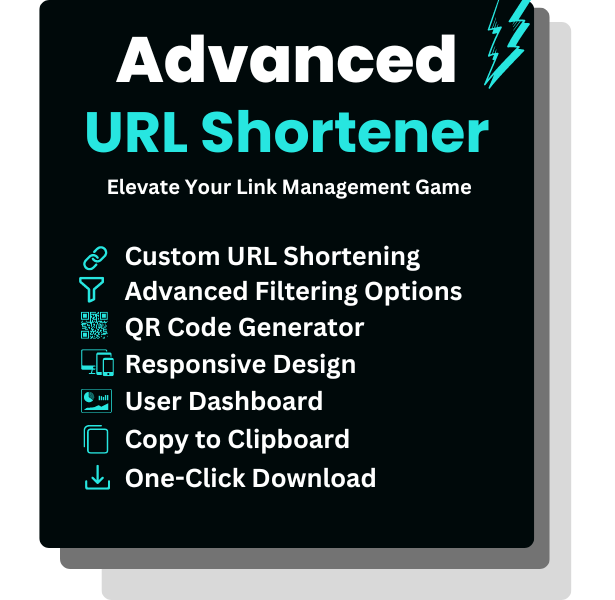 Advanced
URL Shortener
Elevate Your Link Management Game
Custom URL Shortening
Advanced Filtering Options
QR Code Generator
Responsive Design
User Dashboard
Copy to Clipboard
One-Click Download